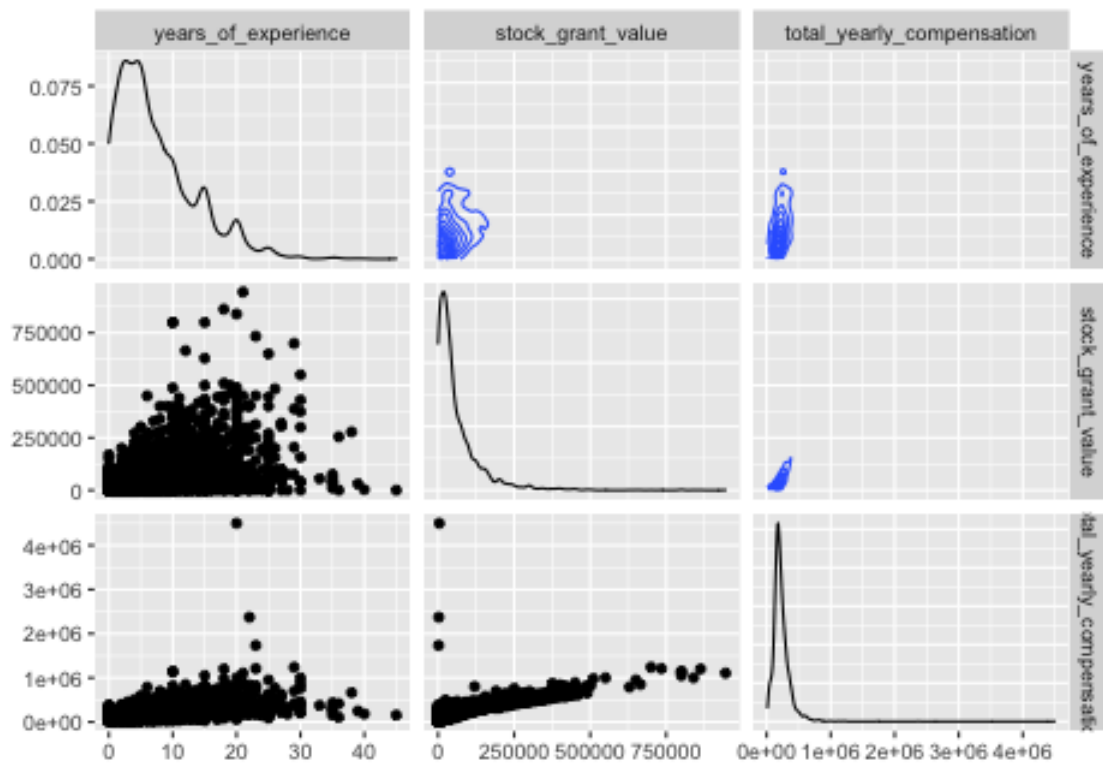 years_of_experience
stock_grant_value
total_yearly_compensation
0.075
0.050
0.025
0.000
years_of_experience
750000
500000
250000
0
stock_grant_value
4e+06
3e+06
2e+06
1e+06
0e+00
tal_yearly_compensatic
0 10 20 30 40
0 250000 500000 750000
0e+00 1e+06 2e+06 3e+06 4e+06